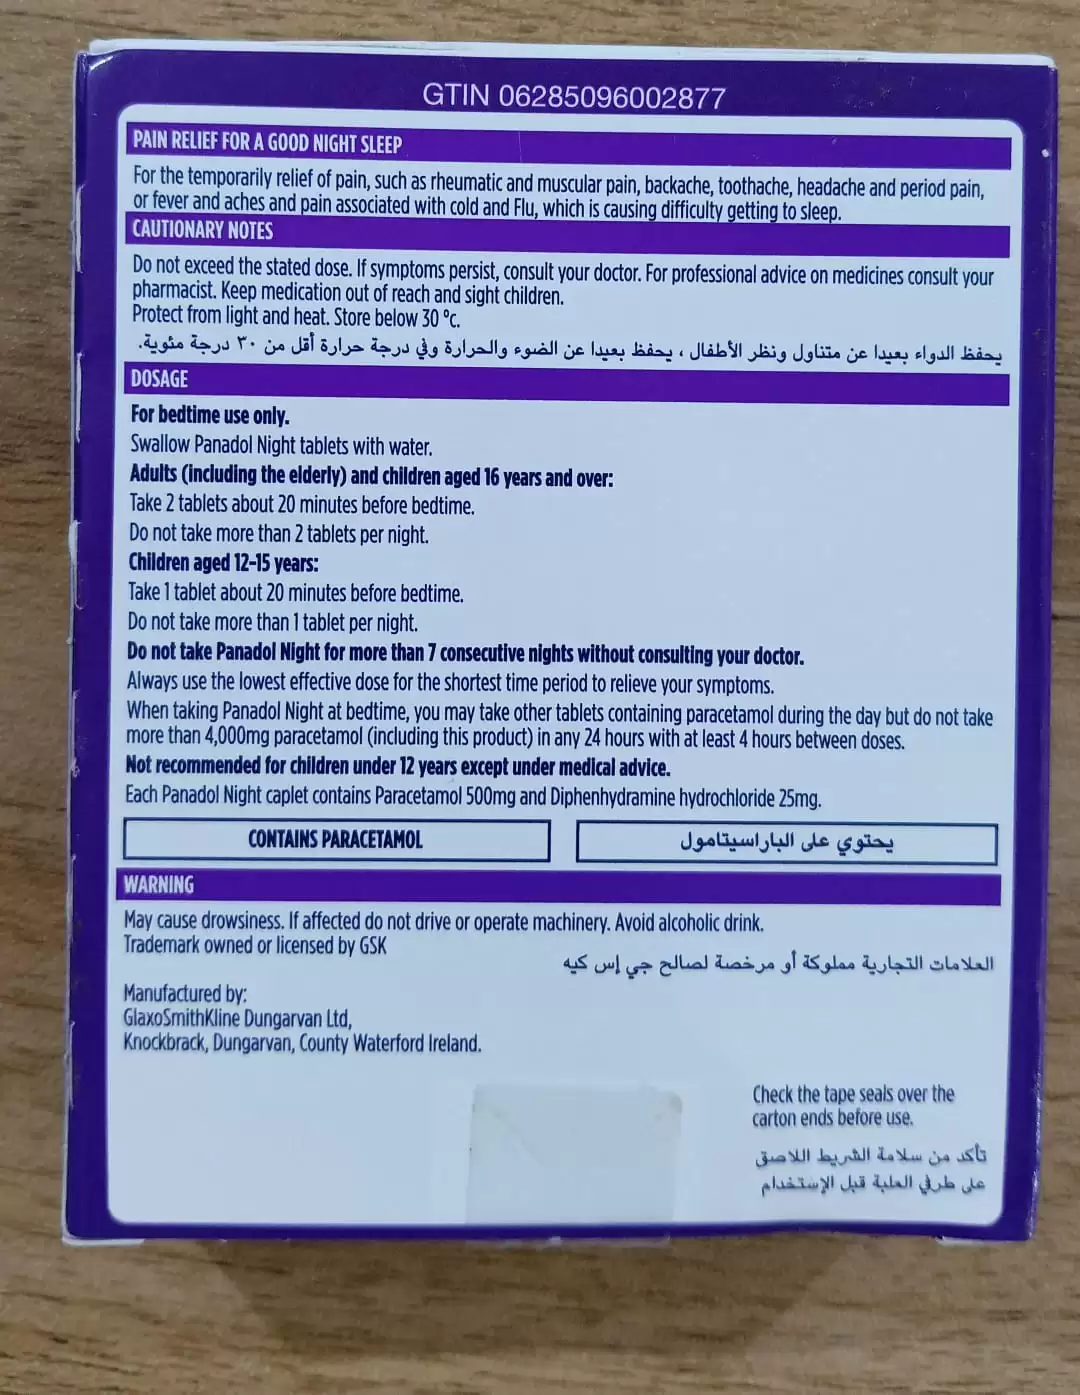 GTIN 06285096002877
PAIN RELIEF FOR A GOOD NIGHT SLEEP
For the temporarily relief of pain, such as rheumatic and muscular pain, backache, toothache, headache and period pain,
or fever and aches and pain associated with cold and Flu, which is causing difficulty getting to sleep.
CAUTIONARY NOTES
Do not exceed the stated dose. If symptoms persist, consult your doctor. For professional advice on medicines consult your
pharmacist. Keep medication out of reach and sight children.
Protect from light and heat. Store below 30 °c.
يحفظ الدواء بعيدا عن متناول ونظر الأطفال ، يحفظ بعيدا عن الضوء والحرارة وفي درجة حرارة أقل من ٣٠ درجة مئوية.
DOSAGE
For bedtime use only.
Swallow Panadol Night tablets with water.
Adults (including the elderly) and children aged 16 years and over:
Take 2 tablets about 20 minutes before bedtime.
Do not take more than 2 tablets per night.
Children aged 12-15 years:
Take 1 tablet about 20 minutes before bedtime.
Do not take more than 1 tablet per night.
Do not take Panadol Night for more than 7 consecutive nights without consulting your doctor.
Always use the lowest effective dose for the shortest time period to relieve your symptoms.
When taking Panadol Night at bedtime, you may take other tablets containing paracetamol during the day but do not take
more than 4,000mg paracetamol (including this product) in any 24 hours with at least 4 hours between doses.
Not recommended for children under 12 years except under medical advice.
Each Panadol Night caplet contains Paracetamol 500mg and Diphenhydramine hydrochloride 25mg.
CONTAINS PARACETAMOL
يحتوي على الباراسيتامول
WARNING
May cause drowsiness. If affected do not drive or operate machinery. Avoid alcoholic drink.
Trademark owned or licensed by GSK
العلامات التجارية مملوكة أو مرخصة لصالح جي إس كيه
Manufactured by:
GlaxoSmithKline Dungarvan Ltd,
Knockbrack, Dungarvan, County Waterford Ireland.
Check the tape seals over the
carton ends before use.
تأكد من سلامة الشريط اللاصق
على طرفي العلبة قبل الإستخدام